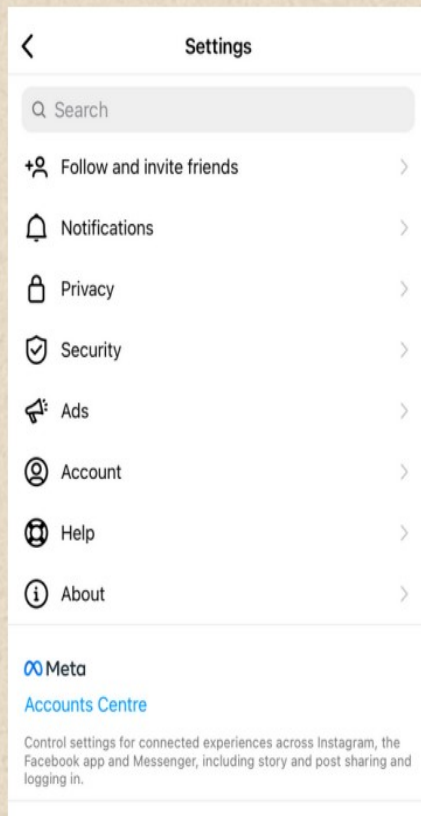 Settings
Search
Follow and invite friends
Notifications
Privacy
Security
Ads
Account
Help
About
Meta
Accounts Centre
Control settings for connected experiences across Instagram, the
Facebook app and Messenger, including story and post sharing and
logging in.